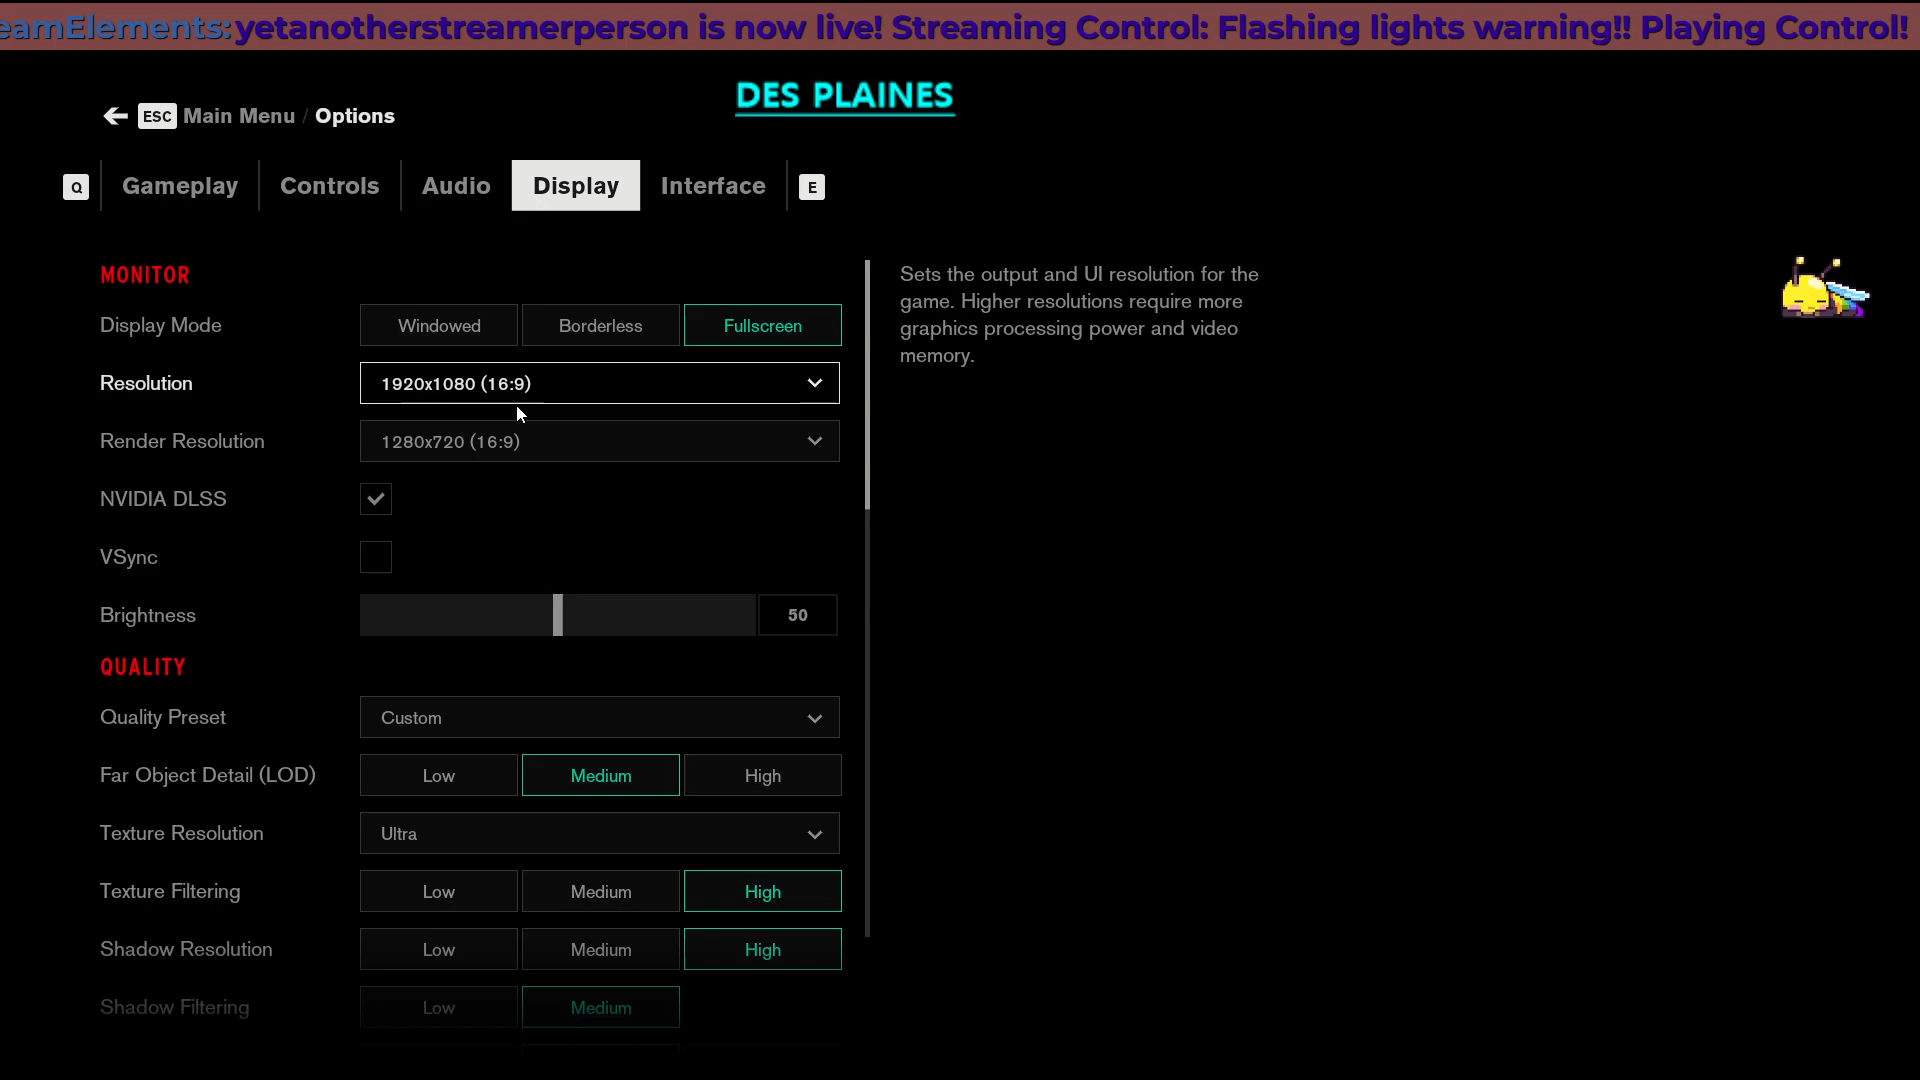 eamElements: yetanotherstreamerperson is now live! Streaming Control: Flashing lights warning!! Playing Control!
DES PLAINES
ESC Main Menu / Options
Q Gameplay Controls Audio Display Interface E
MONITOR
Display Mode Windowed Borderless Fullscreen
Resolution 1920x1080 (16:9)
Render Resolution 1280x720 (16:9)
NVIDIA DLSS
VSync
Brightness 50
QUALITY
Quality Preset Custom
Far Object Detail (LOD) Low Medium High
Texture Resolution Ultra
Texture Filtering Low Medium High
Shadow Resolution Low Medium High
Shadow Filtering Low Medium
Sets the output and UI resolution for the
game. Higher resolutions require more
graphics processing power and video
memory.